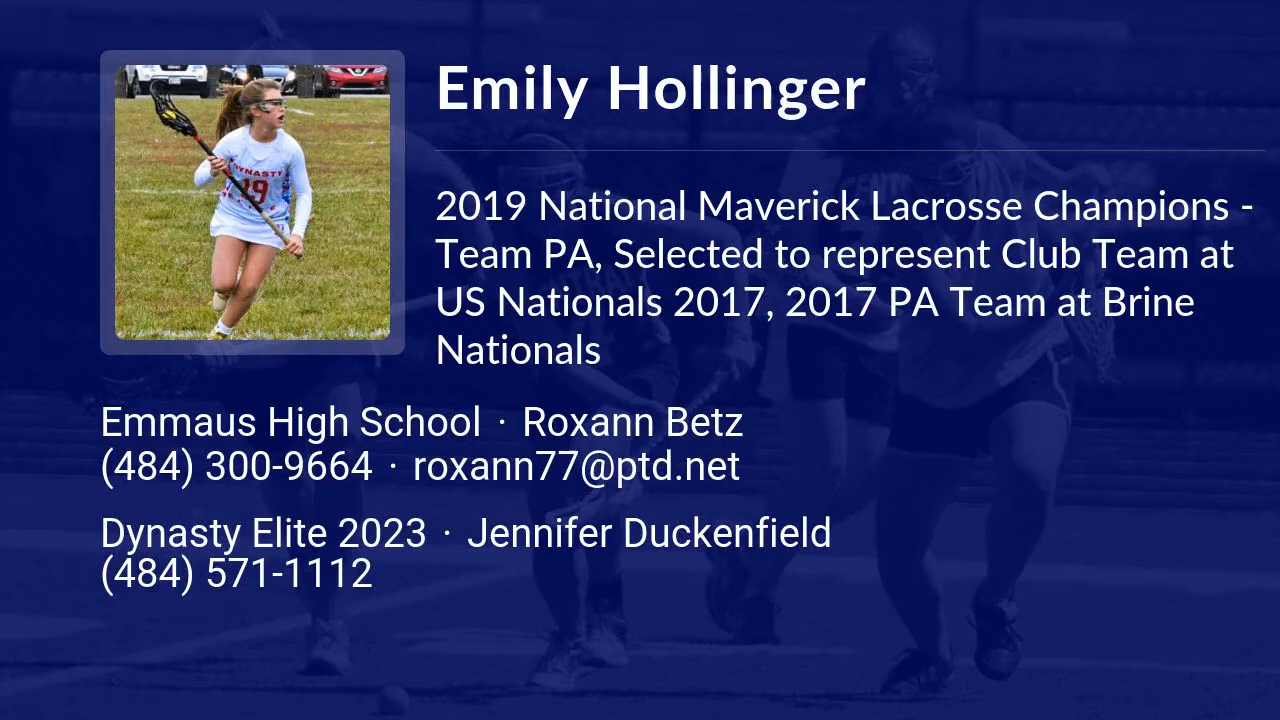 Emily Hollinger
2019 National Maverick Lacrosse Champions -
Team PA, Selected to represent Club Team at
US Nationals 2017, 2017 PA Team at Brine
Nationals
Emmaus High School · Roxann Betz
(484) 300-9664 · roxann77@ptd.net
Dynasty Elite 2023 · Jennifer Duckenfield
(484) 571-1112
DYNASTY
19